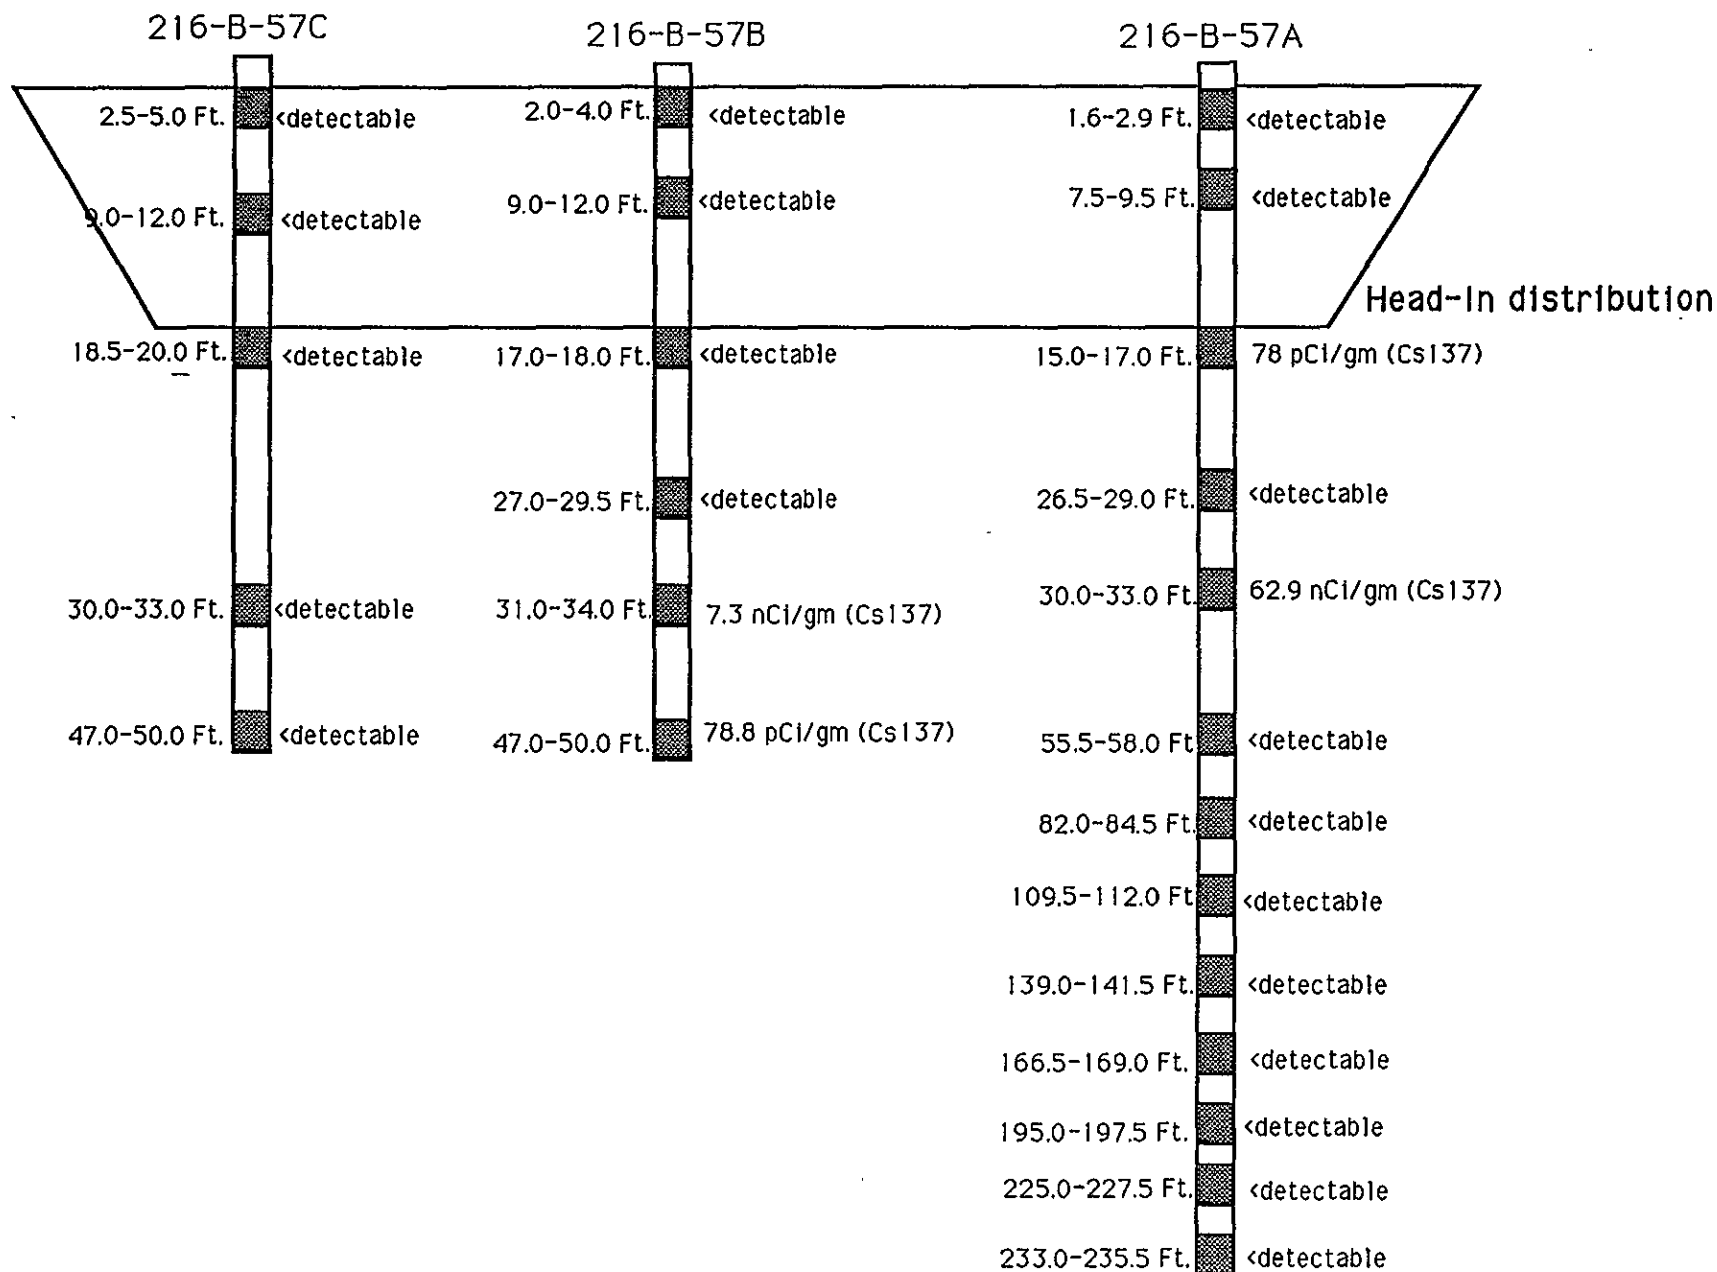 216-B-57C
2.5-5.0 Ft. <detectable
9.0-12.0 Ft. <detectable
18.5-20.0 Ft. <detectable
30.0-33.0 Ft. <detectable
47.0-50.0 Ft. <detectable
216-B-57B
2.0-4.0 Ft. <detectable
9.0-12.0 Ft. <detectable
17.0-18.0 Ft. <detectable
27.0-29.5 Ft. <detectable
31.0-34.0 Ft. 7.3 nCi/gm (Cs137)
47.0-50.0 Ft. 78.8 pCi/gm (Cs137)
216-B-57A
1.6-2.9 Ft. <detectable
7.5-9.5 Ft. <detectable
Head-In distribution
15.0-17.0 Ft. 78 pCi/gm (Cs137)
26.5-29.0 Ft. <detectable
30.0-33.0 Ft. 62.9 nCi/gm (Cs137)
55.5-58.0 Ft <detectable
82.0-84.5 Ft. <detectable
109.5-112.0 Ft <detectable
139.0-141.5 Ft. <detectable
166.5-169.0 Ft. <detectable
195.0-197.5 Ft. <detectable
225.0-227.5 Ft. <detectable
233.0-235.5 Ft. <detectable